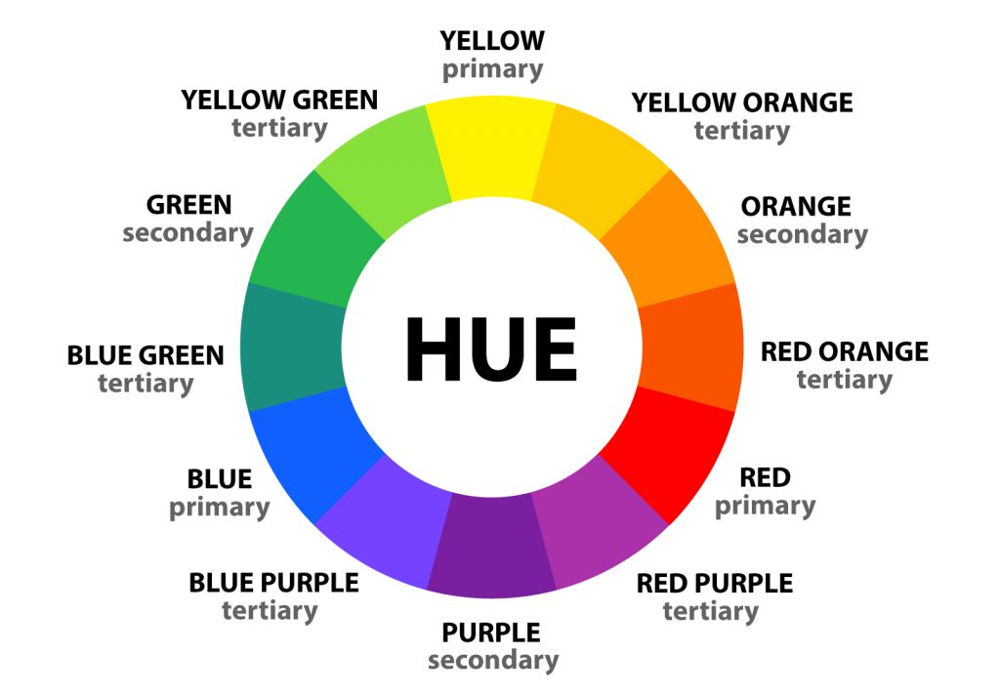 YELLOW
primary
YELLOW ORANGE
tertiary
ORANGE
secondary
RED ORANGE
tertiary
RED
primary
RED PURPLE
tertiary
PURPLE
secondary
BLUE PURPLE
tertiary
BLUE
primary
BLUE GREEN
tertiary
GREEN
secondary
YELLOW GREEN
tertiary
HUE